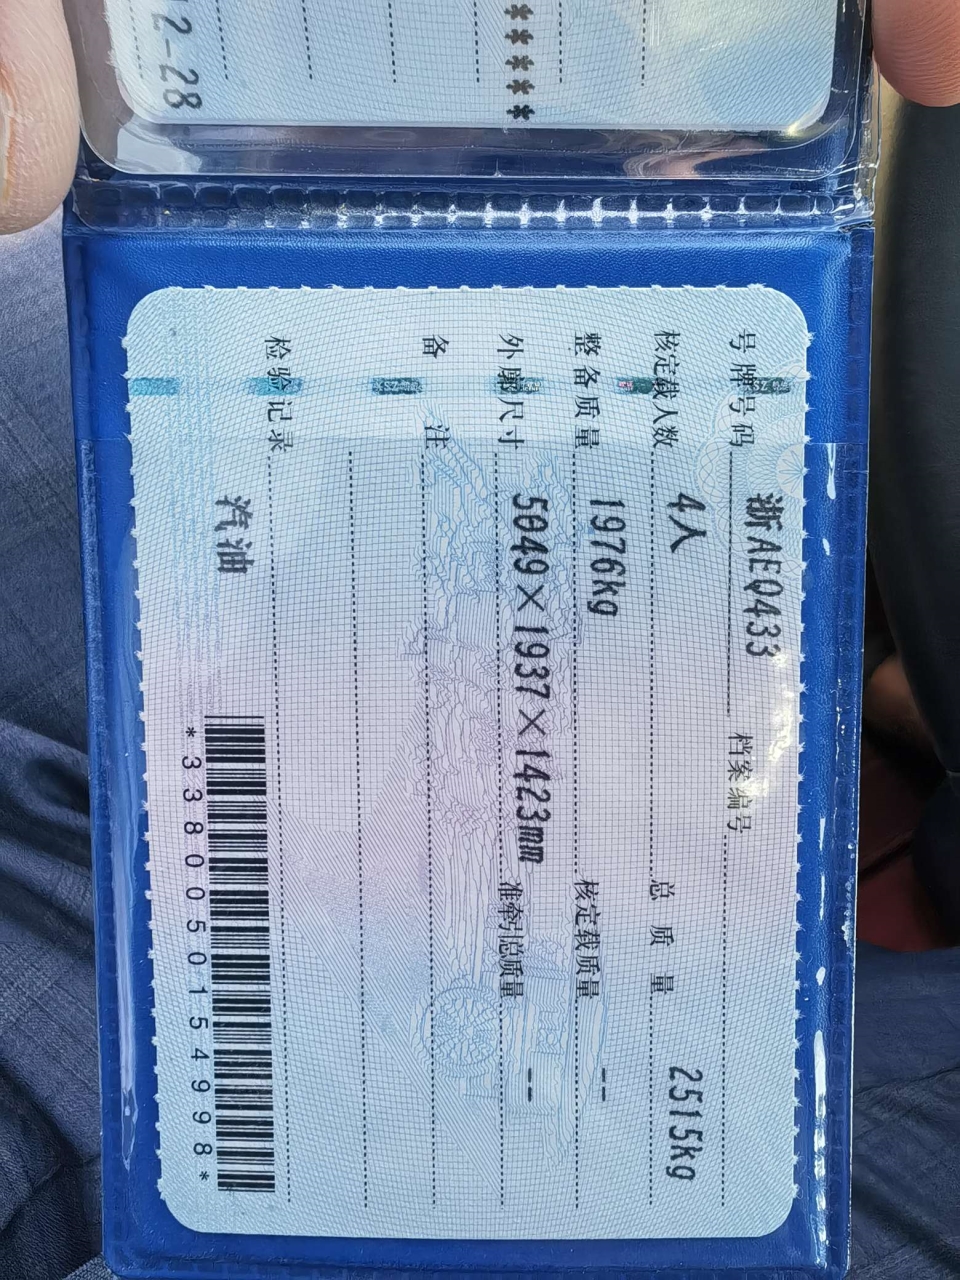 12-28
*****
号牌号码 浙AEQ433 档案编号
核定载人数 4人 总质量 2515kg
整备质量 1976kg 核定载质量 --
外廓尺寸 5049×1937×1423mm 准牵引总质量 --
备注
检验记录
汽油
*3380050154998*